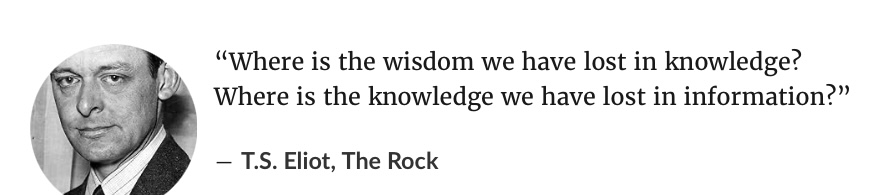 “Where is the wisdom we have lost in knowledge?
Where is the knowledge we have lost in information?”
– T.S. Eliot, The Rock